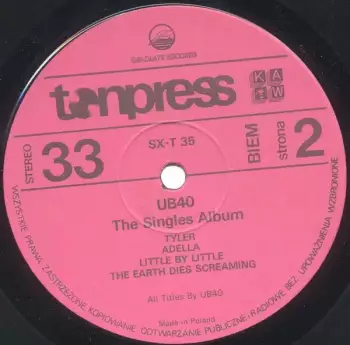 GRADUATE RECORDS
tonpress
KAW
SX-T 35
STEREO
33
BIEM
strona
2
UB40
The Singles Album
TYLER
ADELLA
LITTLE BY LITTLE
THE EARTH DIES SCREAMING
All Titles By UB40
Made in Poland
WSZYSTKIE PRAWA ZASTRZEŻONE KOPIOWANIE ODTWARZANIE PUBLICZNE-RADIOWE BEZ UPOWAŻNIENIA WZBRONIONE